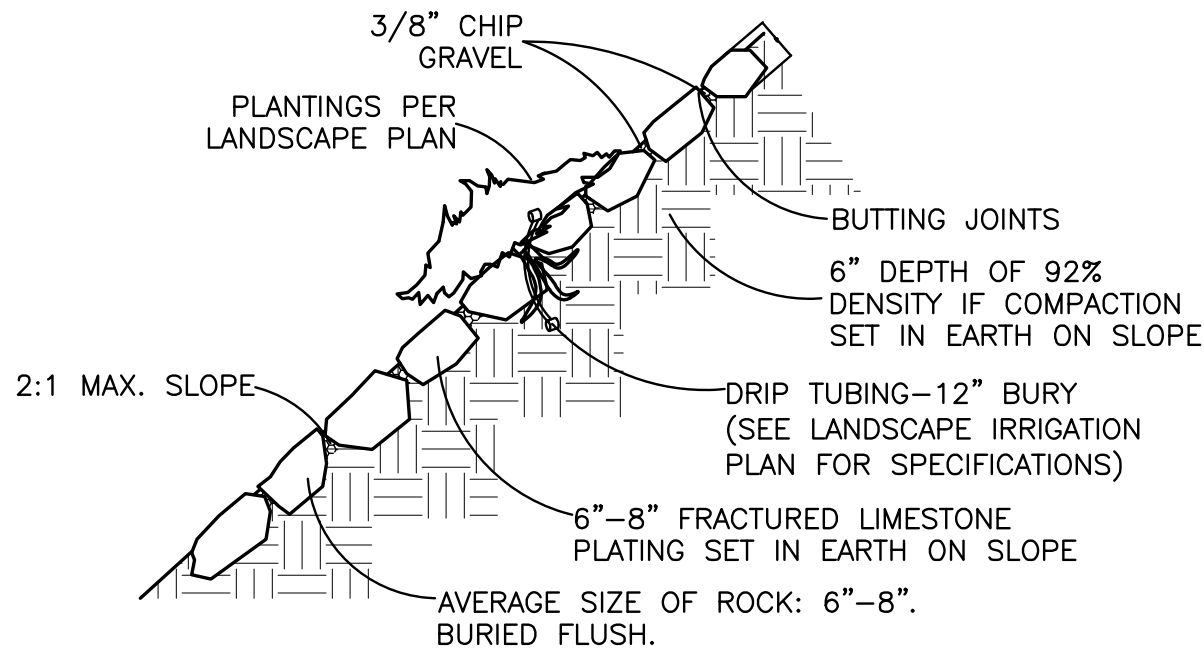 3/8" CHIP
GRAVEL
PLANTINGS PER
LANDSCAPE PLAN
BUTTING JOINTS
6" DEPTH OF 92%
DENSITY IF COMPACTION
SET IN EARTH ON SLOPE
2:1 MAX. SLOPE
DRIP TUBING-12" BURY
(SEE LANDSCAPE IRRIGATION
PLAN FOR SPECIFICATIONS)
6"-8" FRACTURED LIMESTONE
PLATING SET IN EARTH ON SLOPE
AVERAGE SIZE OF ROCK: 6"-8".
BURIED FLUSH.